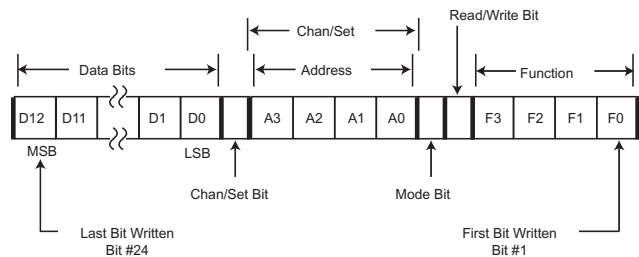 Read/Write Bit
Chan/Set
Data Bits
Address
Function
D12 D11 D1 D0 A3 A2 A1 A0 F3 F2 F1 F0
MSB
LSB
Chan/Set Bit
Mode Bit
Last Bit Written
Bit #24
First Bit Written
Bit #1